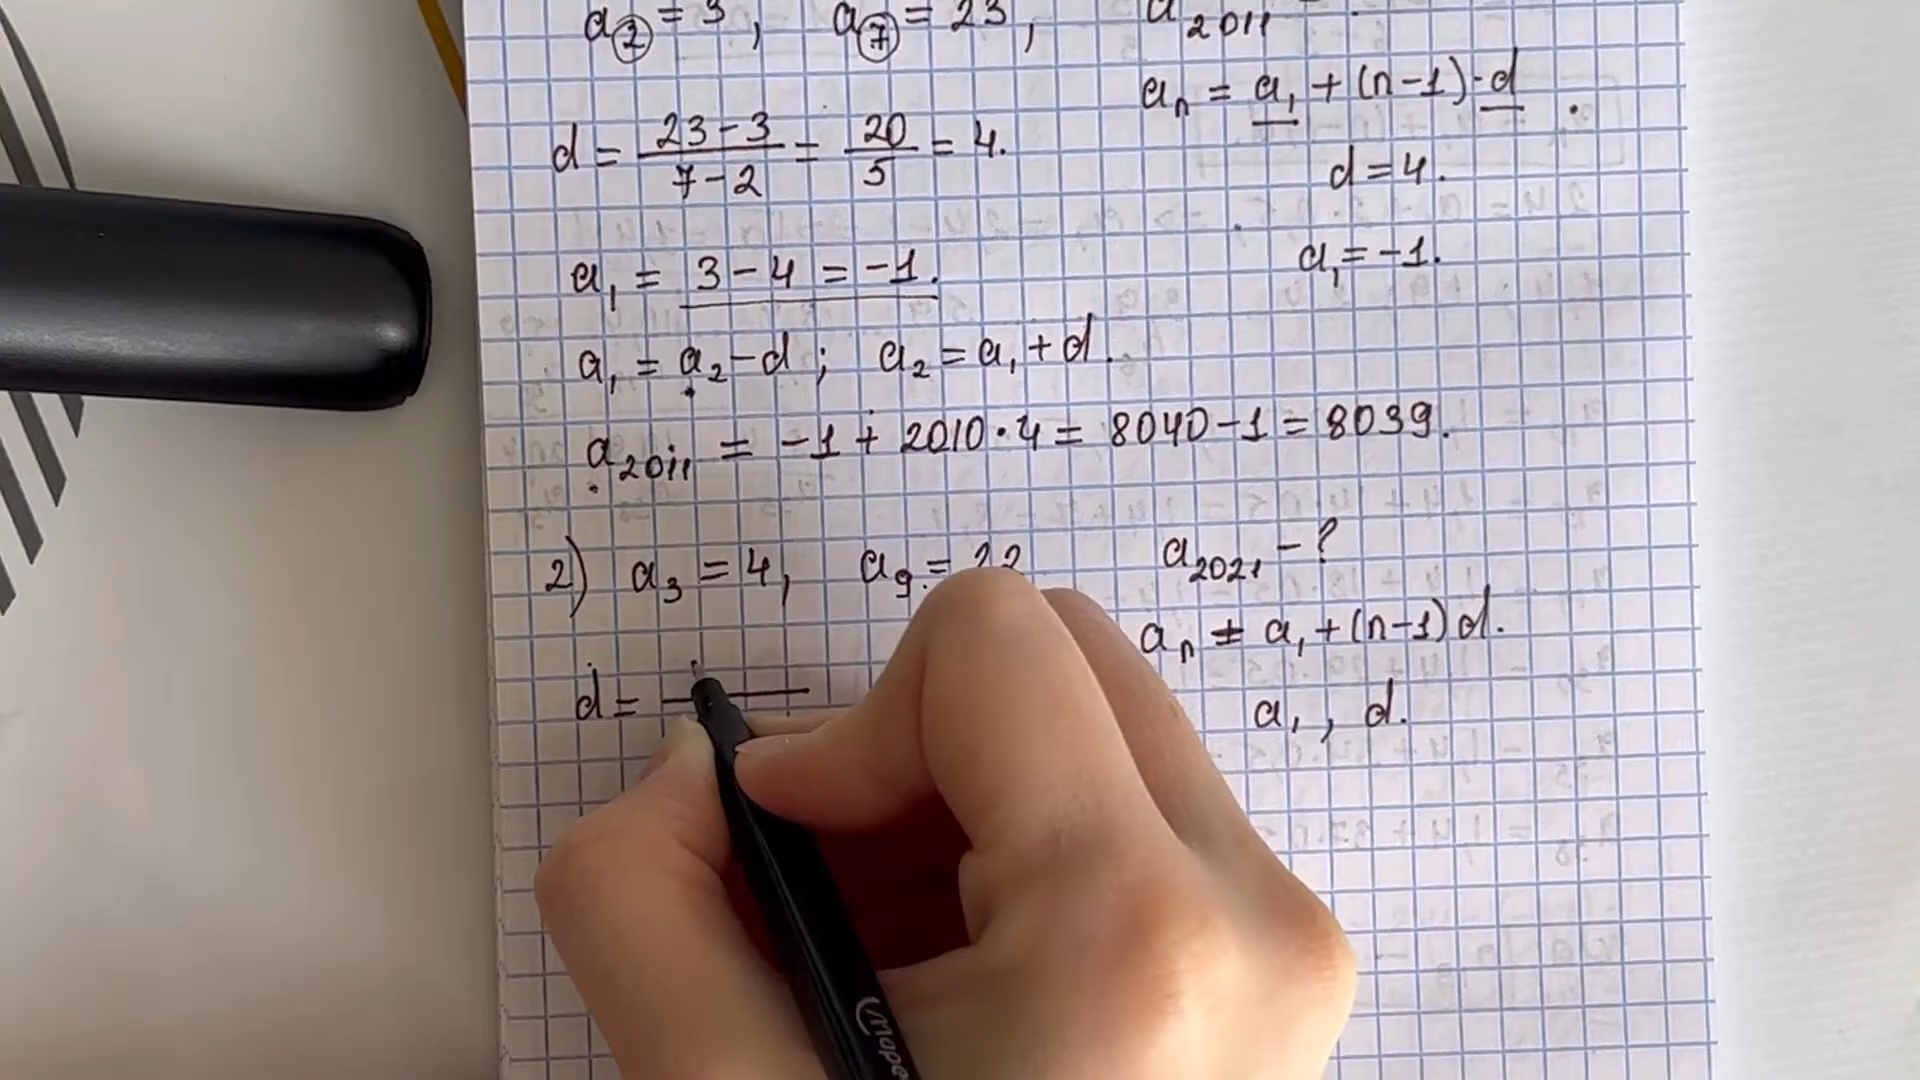 a₂ = 3, a₇ = 23, a₂₀₁₁
aₙ = a₁ + (n-1)·d
d = (23-3)/(7-2) = 20/5 = 4.
d = 4.
a₁ = 3 - 4 = -1.
a₁ = -1.
a₁ = a₂ - d ; a₂ = a₁ + d.
a₂₀₁₁ = -1 + 2010·4 = 8040 - 1 = 8039.
2) a₃ = 4, a₉ = 22 a₂₀₂₁ - ?
aₙ = a₁ + (n-1)d.
d =
a₁, d.
Maped